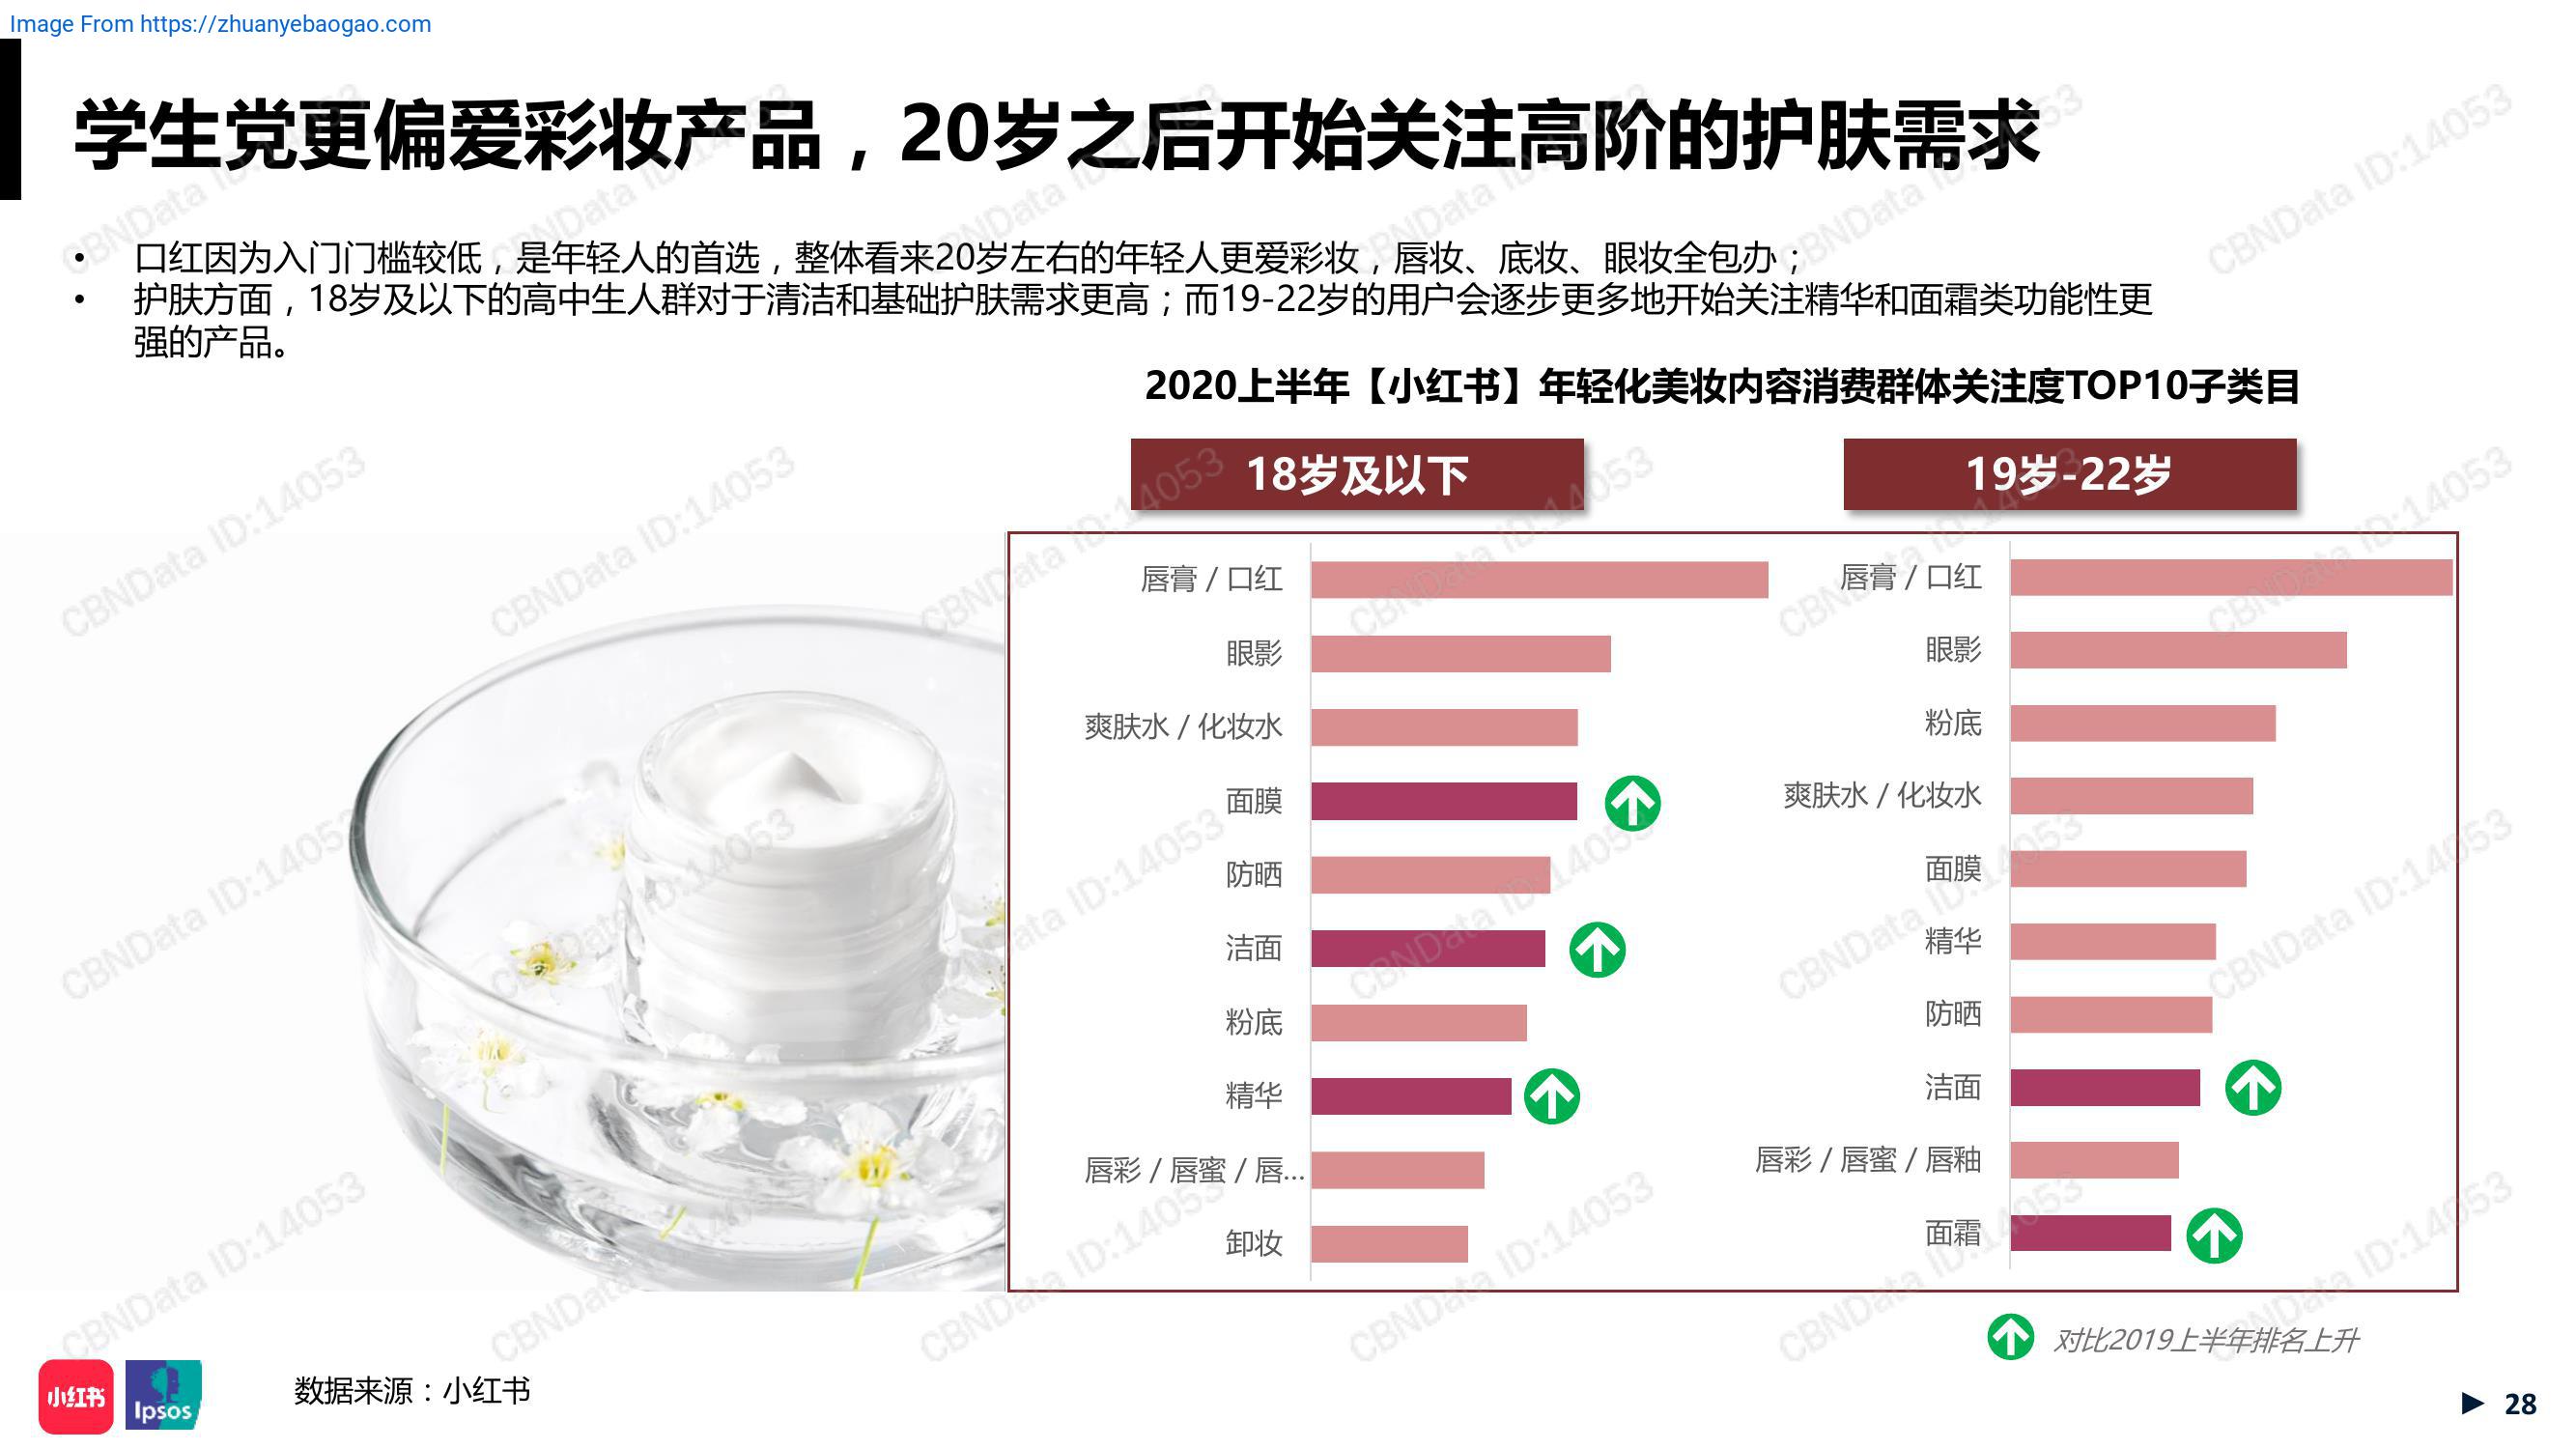 Image From https://zhuanyebaogao.com
学生党更偏爱彩妆产品，20岁之后开始关注高阶的护肤需求
• 口红因为入门门槛较低，是年轻人的首选，整体看来20岁左右的年轻人更爱彩妆，唇妆、底妆、眼妆全包办；
• 护肤方面，18岁及以下的高中生人群对于清洁和基础护肤需求更高；而19-22岁的用户会逐步更多地开始关注精华和面霜类功能性更
强的产品。
2020上半年【小红书】年轻化美妆内容消费群体关注度TOP10子类目
18岁及以下
唇膏 / 口红
眼影
爽肤水 / 化妆水
面膜
防晒
洁面
粉底
精华
唇彩 / 唇蜜 / 唇...
卸妆
19岁-22岁
唇膏 / 口红
眼影
粉底
爽肤水 / 化妆水
面膜
精华
防晒
洁面
唇彩 / 唇蜜 / 唇釉
面霜
对比2019上半年排名上升
小红书
Ipsos
数据来源：小红书
28
CBNData ID:14053